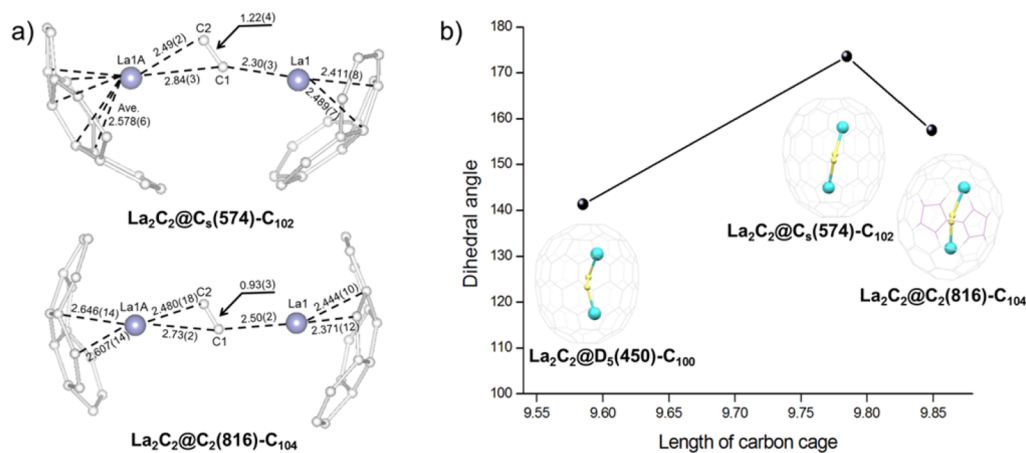 a)
1.22(4)
C2
La1A
2.49(2)
2.84(3)
C1
2.30(3)
La1
2.411(8)
2.489(7)
Ave.
2.578(6)
La₂C₂@Cₛ(574)-C₁₀₂
0.93(3)
C2
La1A
2.480(18)
2.646(14)
2.607(14)
2.73(2)
C1
2.50(2)
La1
2.444(10)
2.371(12)
La₂C₂@C₂(816)-C₁₀₄
b)
Dihedral angle
180
170
160
150
140
130
120
110
100
La₂C₂@D₅(450)-C₁₀₀
La₂C₂@Cₛ(574)-C₁₀₂
La₂C₂@C₂(816)-C₁₀₄
9.55 9.60 9.65 9.70 9.75 9.80 9.85
Length of carbon cage